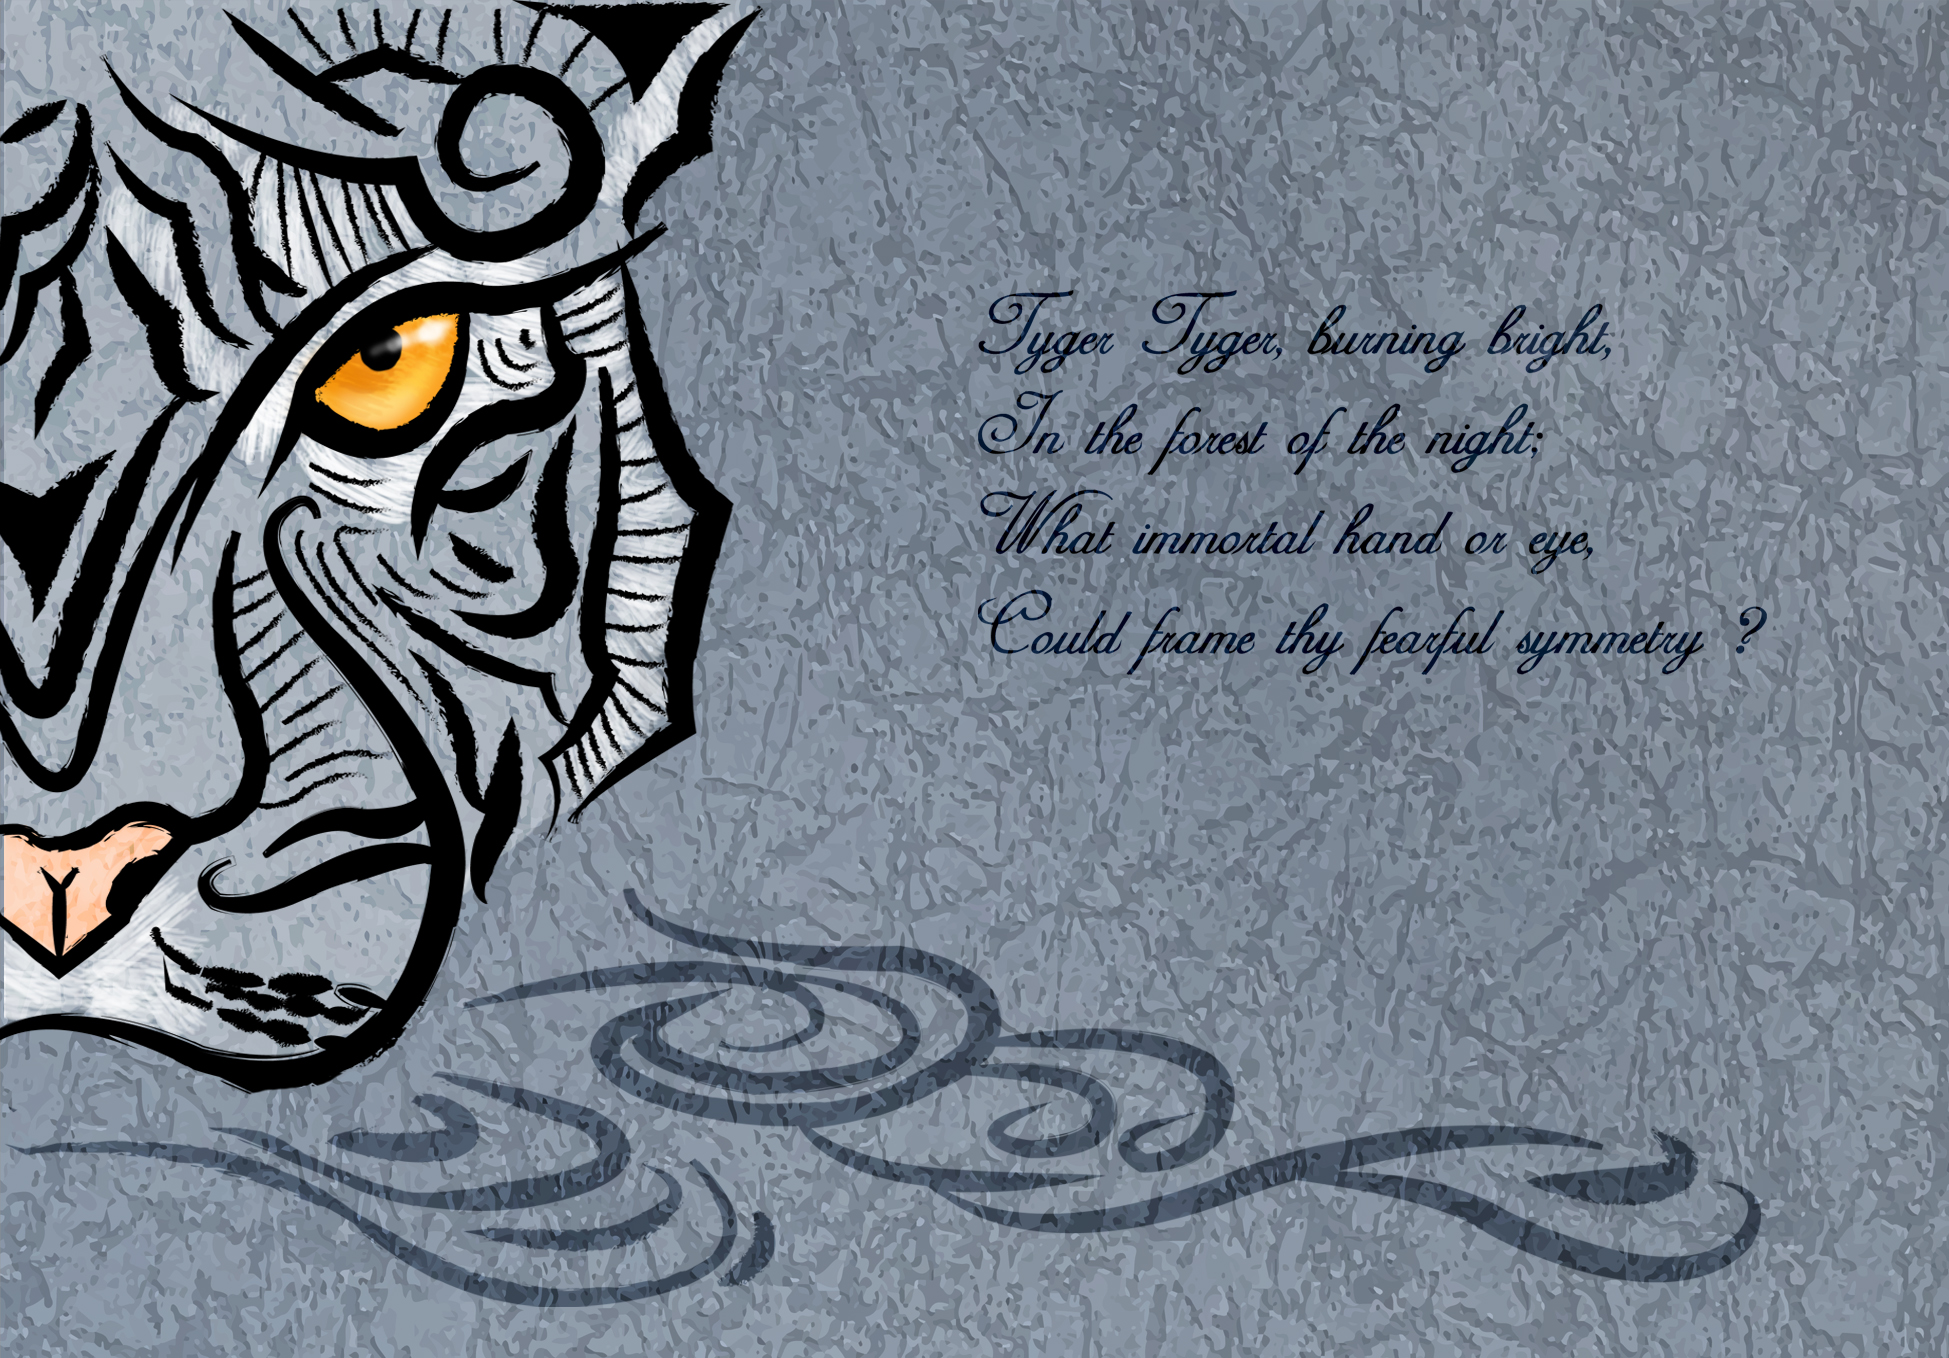 Tyger Tyger, burning bright,
In the forest of the night;
What immortal hand or eye,
Could frame thy fearful symmetry ?